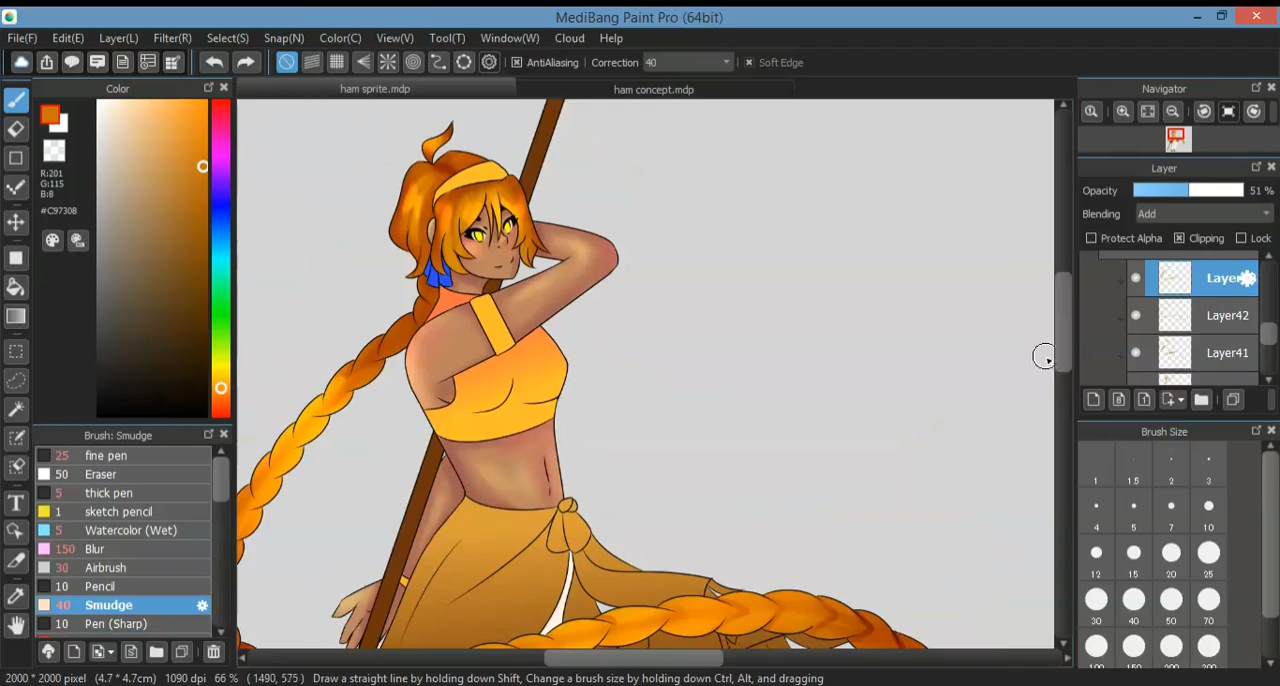 MediBang Paint Pro (64bit)
File(F) Edit(E) Layer(L) Filter(R) Select(S) Snap(N) Color(C) View(V) Tool(T) Window(W) Cloud Help
AntiAliasing Correction 40 Soft Edge
Color
ham sprite.mdp
ham concept.mdp
Navigator
R:201
G:115
B:8
#C97308
Layer
Opacity 51 %
Blending Add
Protect Alpha Clipping Lock
Layer42
Layer41
Brush: Smudge
25 fine pen
50 Eraser
5 thick pen
1 sketch pencil
5 Watercolor (Wet)
150 Blur
30 Airbrush
10 Pencil
40 Smudge
10 Pen (Sharp)
Brush Size
1 1.5 2 3
4 5 7 10
12 15 20 25
30 40 50 70
100 150 200 300
2000 * 2000 pixel (4.7 * 4.7cm) 1090 dpi 66 % ( 1490, 575 ) Draw a straight line by holding down Shift, Change a brush size by holding down Ctrl, Alt, and dragging